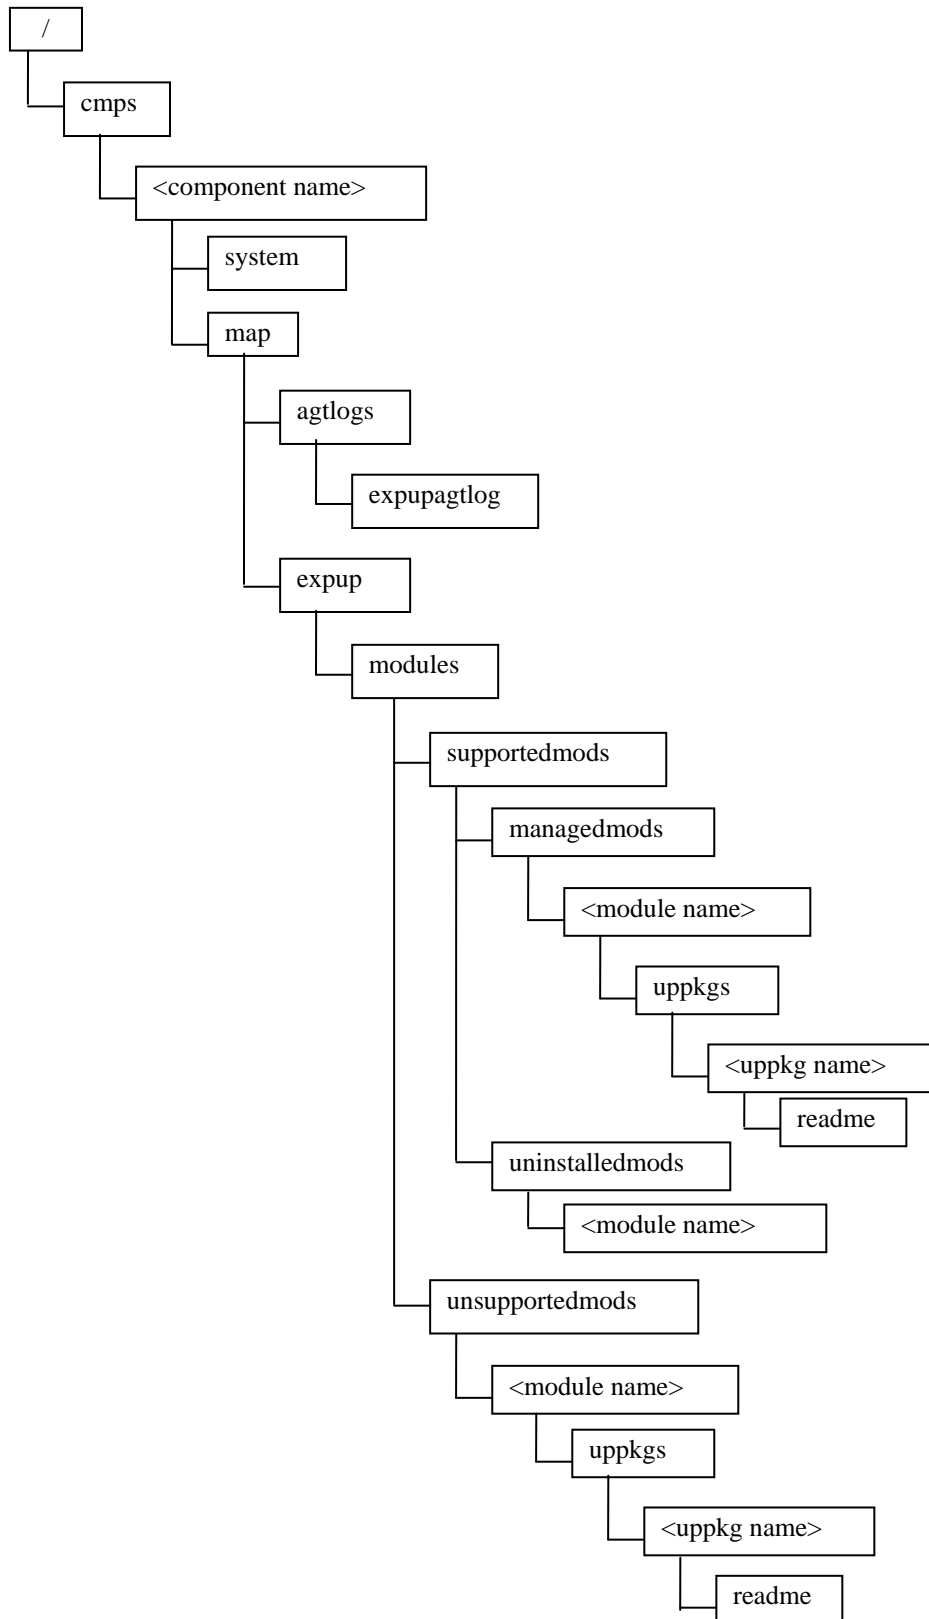 /
cmps
<component name>
system
map
agtlogs
expupagtlog
expup
modules
supportedmods
managedmods
<module name>
uppkgs
<uppkg name>
readme
uninstalledmods
<module name>
unsupportedmods
<module name>
uppkgs
<uppkg name>
readme